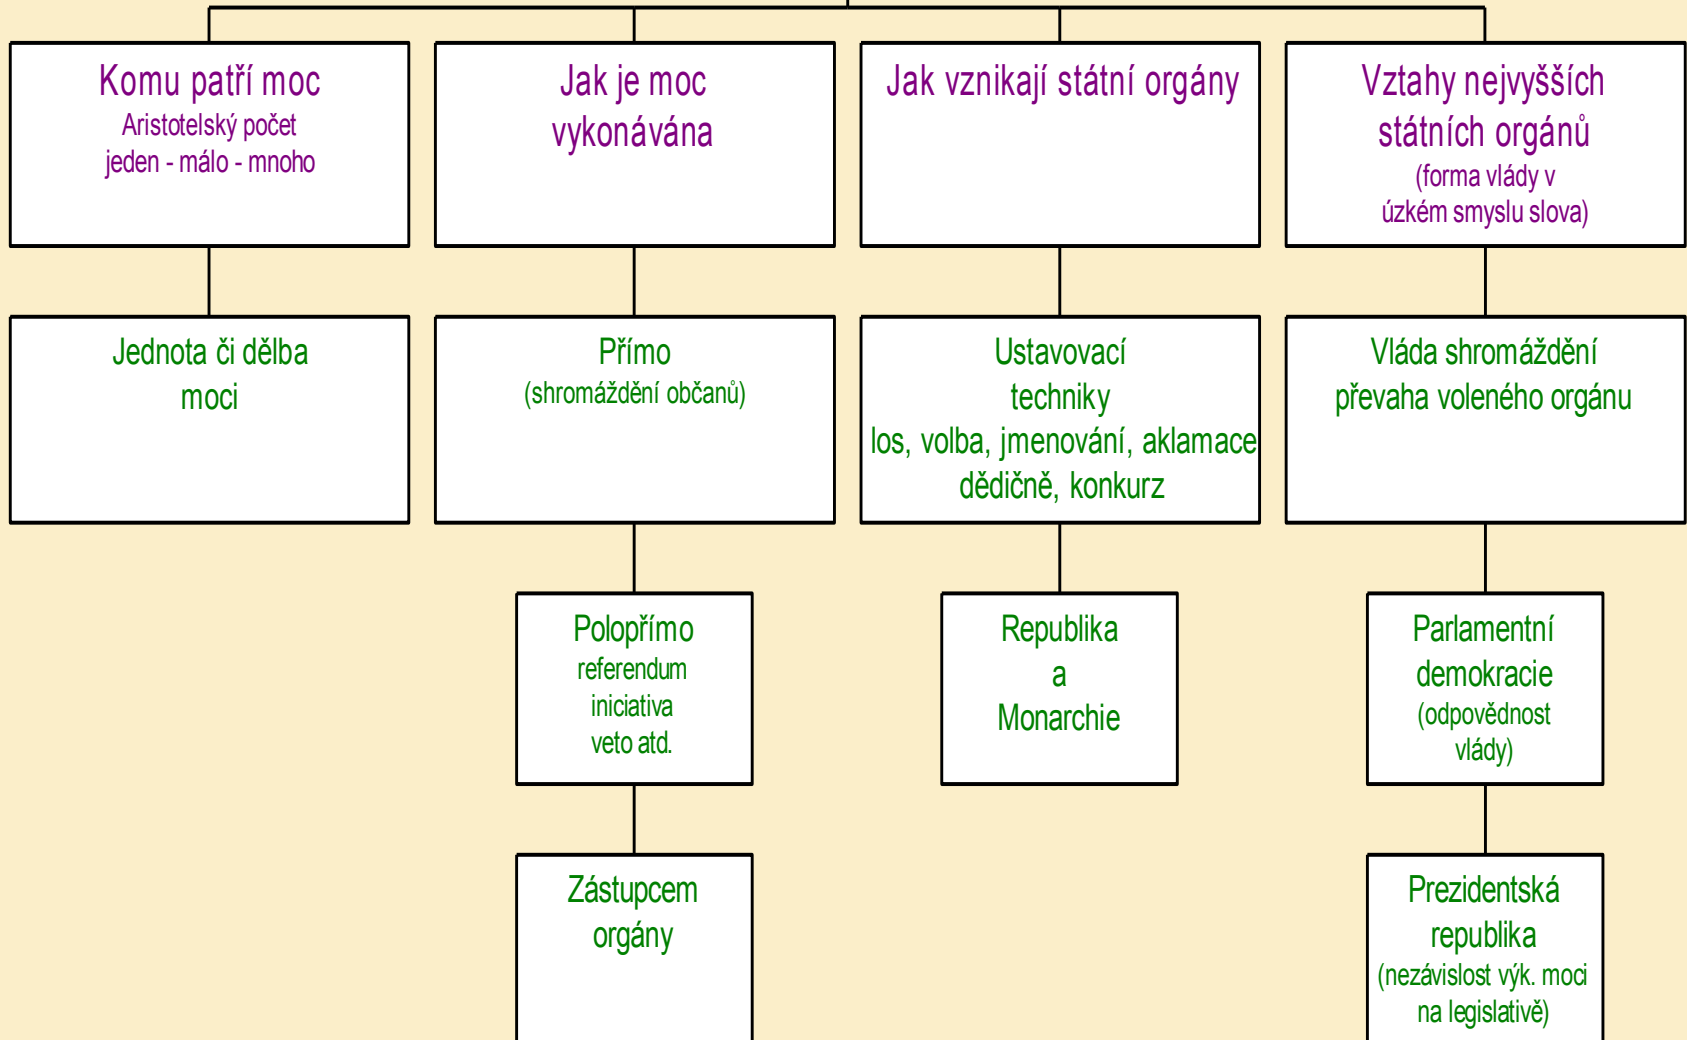 Komu patří moc
Aristotelský počet
jeden - málo - mnoho
Jak je moc
vykonávána
Jak vznikají státní orgány
Vztahy nejvyšších
státních orgánů
(forma vlády v
úzkém smyslu slova)
Jednota či dělba
moci
Přímo
(shromáždění občanů)
Ustavovací
techniky
los, volba, jmenování, aklamace
dědičně, konkurz
Vláda shromáždění
převaha voleného orgánu
Polopřímo
referendum
iniciativa
veto atd.
Republika
a
Monarchie
Parlamentní
demokracie
(odpovědnost
vlády)
Zástupcem
orgány
Prezidentská
republika
(nezávislost výk. moci
na legislativě)